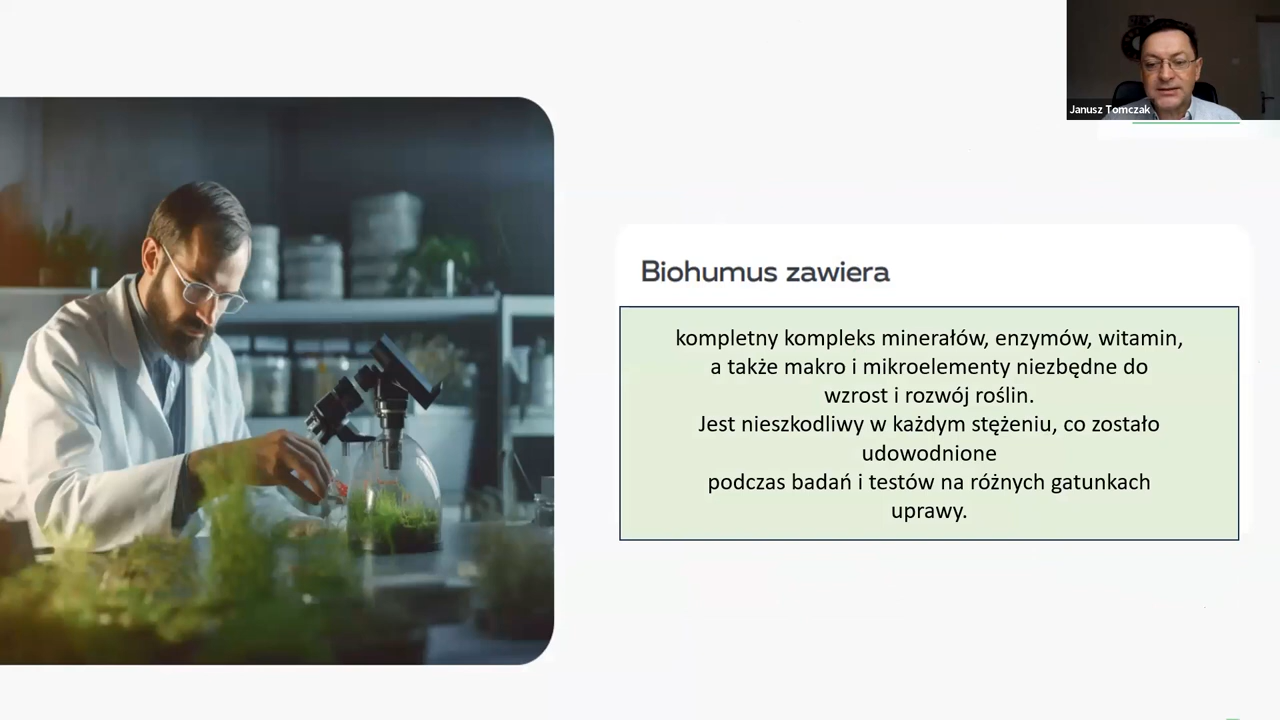 Janusz Tomczak
Biohumus zawiera
kompletny kompleks minerałów, enzymów, witamin,
a także makro i mikroelementy niezbędne do
wzrost i rozwój roślin.
Jest nieszkodliwy w każdym stężeniu, co zostało
udowodnione
podczas badań i testów na różnych gatunkach
uprawy.